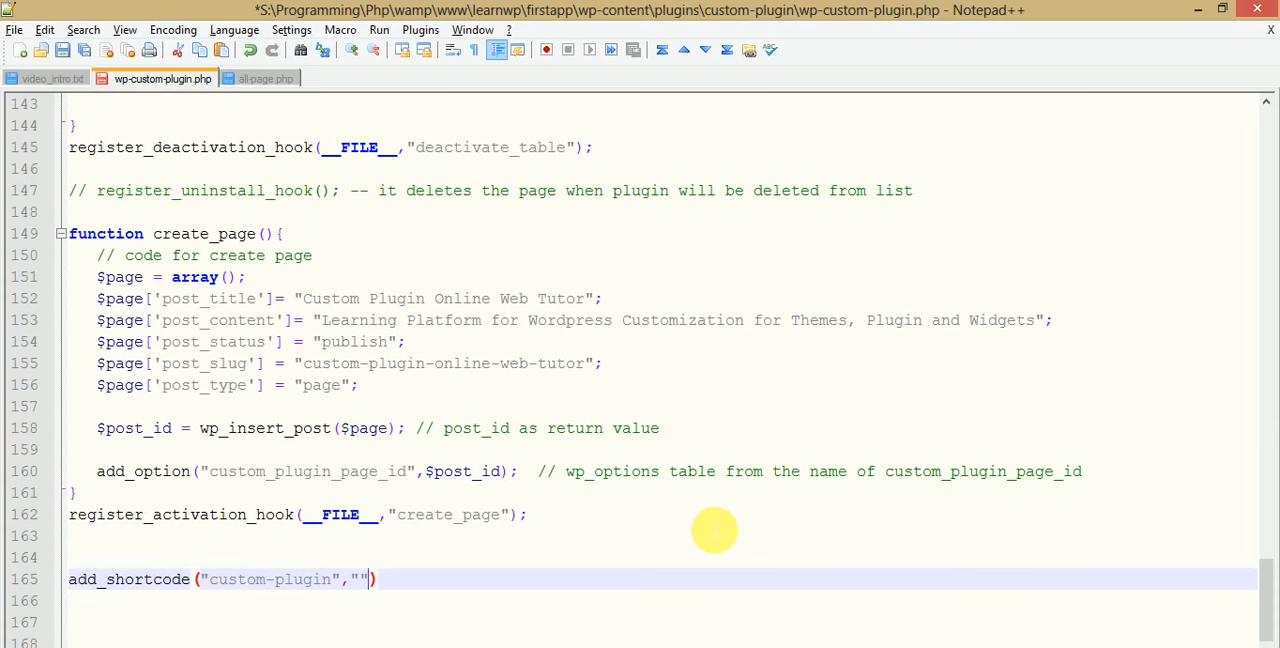 *S:\Programming\Php\wamp\www\learnwp\firstapp\wp-content\plugins\custom-plugin\wp-custom-plugin.php - Notepad++
File Edit Search View Encoding Language Settings Macro Run Plugins Window ? X
video_intro.txt wp-custom-plugin.php all-page.php
143
144 }
145 register_deactivation_hook(__FILE__,"deactivate_table");
146
147 // register_uninstall_hook(); -- it deletes the page when plugin will be deleted from list
148
149 function create_page(){
150 // code for create page
151 $page = array();
152 $page['post_title']= "Custom Plugin Online Web Tutor";
153 $page['post_content']= "Learning Platform for Wordpress Customization for Themes, Plugin and Widgets";
154 $page['post_status'] = "publish";
155 $page['post_slug'] = "custom-plugin-online-web-tutor";
156 $page['post_type'] = "page";
157
158 $post_id = wp_insert_post($page); // post_id as return value
159
160 add_option("custom_plugin_page_id",$post_id); // wp_options table from the name of custom_plugin_page_id
161 }
162 register_activation_hook(__FILE__,"create_page");
163
164
165 add_shortcode("custom-plugin","")
166
167
168